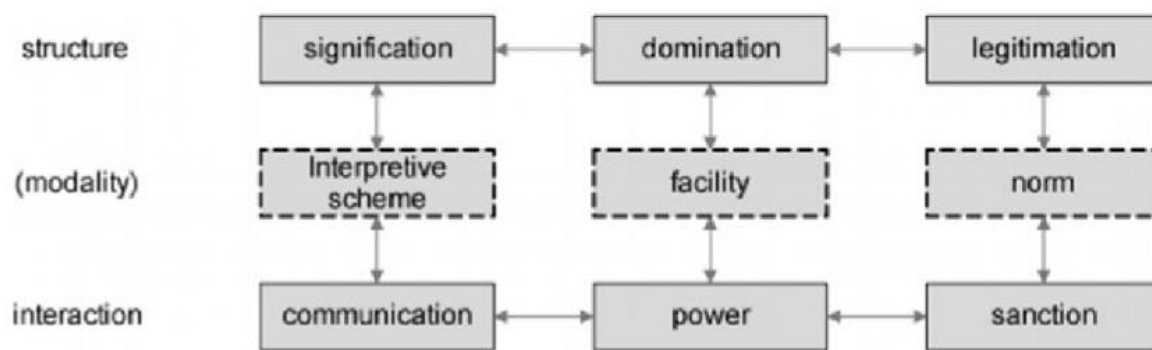 structure signification domination legitimation
(modality) Interpretive scheme facility norm
interaction communication power sanction